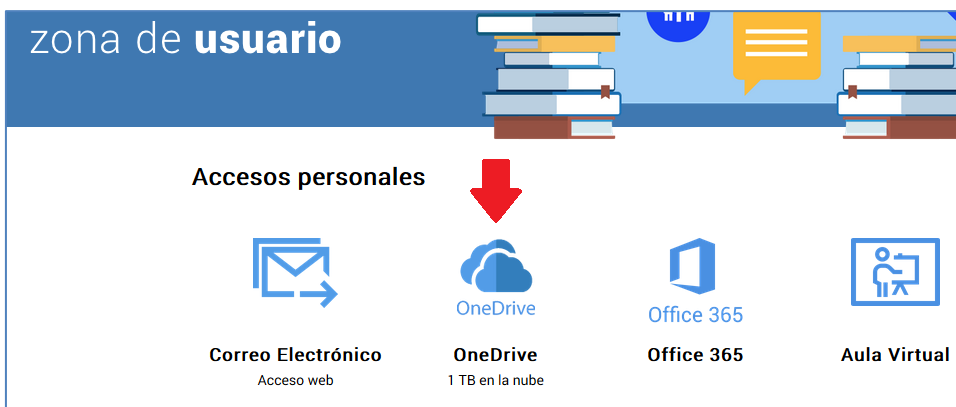 zona de usuario
Accesos personales
OneDrive
Office 365
Correo Electrónico
OneDrive
Office 365
Aula Virtual
Acceso web
1 TB en la nube